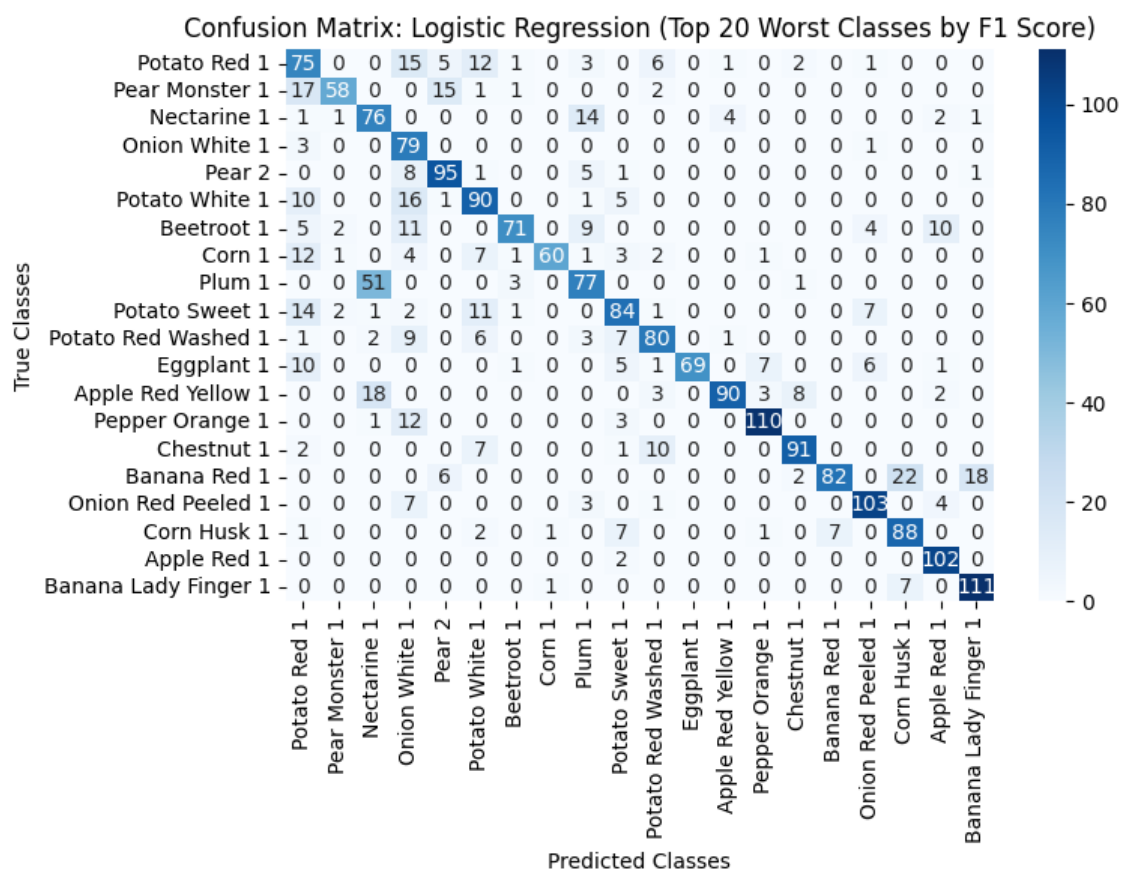 Confusion Matrix: Logistic Regression (Top 20 Worst Classes by F1 Score)
True Classes
Potato Red 1 75 0 0 15 5 12 1 0 3 0 6 0 1 0 2 0 1 0 0 0
Pear Monster 1 17 58 0 0 15 1 1 0 0 0 2 0 0 0 0 0 0 0 0 0
Nectarine 1 1 1 76 0 0 0 0 0 14 0 0 0 4 0 0 0 0 0 2 1
Onion White 1 3 0 0 79 0 0 0 0 0 0 0 0 0 0 0 0 1 0 0 0
Pear 2 0 0 0 8 95 1 0 0 5 1 0 0 0 0 0 0 0 0 0 1
Potato White 1 10 0 0 16 1 90 0 0 1 5 0 0 0 0 0 0 0 0 0 0
Beetroot 1 5 2 0 11 0 0 71 0 9 0 0 0 0 0 0 0 4 0 10 0
Corn 1 12 1 0 4 0 7 1 60 1 3 2 0 0 1 0 0 0 0 0 0
Plum 1 0 0 51 0 0 0 3 0 77 0 0 0 0 0 1 0 0 0 0 0
Potato Sweet 1 14 2 1 2 0 11 1 0 0 84 1 0 0 0 0 0 7 0 0 0
Potato Red Washed 1 1 0 2 9 0 6 0 0 3 7 80 0 1 0 0 0 0 0 0 0
Eggplant 1 10 0 0 0 0 0 1 0 0 5 1 69 0 7 0 0 6 0 1 0
Apple Red Yellow 1 0 0 18 0 0 0 0 0 0 0 3 0 90 3 8 0 0 0 2 0
Pepper Orange 1 0 0 1 12 0 0 0 0 0 3 0 0 0 110 0 0 0 0 0 0
Chestnut 1 2 0 0 0 0 7 0 0 0 1 10 0 0 0 91 0 0 0 0 0
Banana Red 1 0 0 0 0 6 0 0 0 0 0 0 0 0 0 2 82 0 22 0 18
Onion Red Peeled 1 0 0 0 7 0 0 0 0 3 0 1 0 0 0 0 0 103 0 4 0
Corn Husk 1 1 0 0 0 0 2 0 1 0 7 0 0 0 1 0 7 0 88 0 0
Apple Red 1 0 0 0 0 0 0 0 0 0 2 0 0 0 0 0 0 0 0 102 0
Banana Lady Finger 1 0 0 0 0 0 0 0 1 0 0 0 0 0 0 0 0 0 7 0 111
Potato Red 1
Pear Monster 1
Nectarine 1
Onion White 1
Pear 2
Potato White 1
Beetroot 1
Corn 1
Plum 1
Potato Sweet 1
Potato Red Washed 1
Eggplant 1
Apple Red Yellow 1
Pepper Orange 1
Chestnut 1
Banana Red 1
Onion Red Peeled 1
Corn Husk 1
Apple Red 1
Banana Lady Finger 1
Predicted Classes
100
80
60
40
20
0